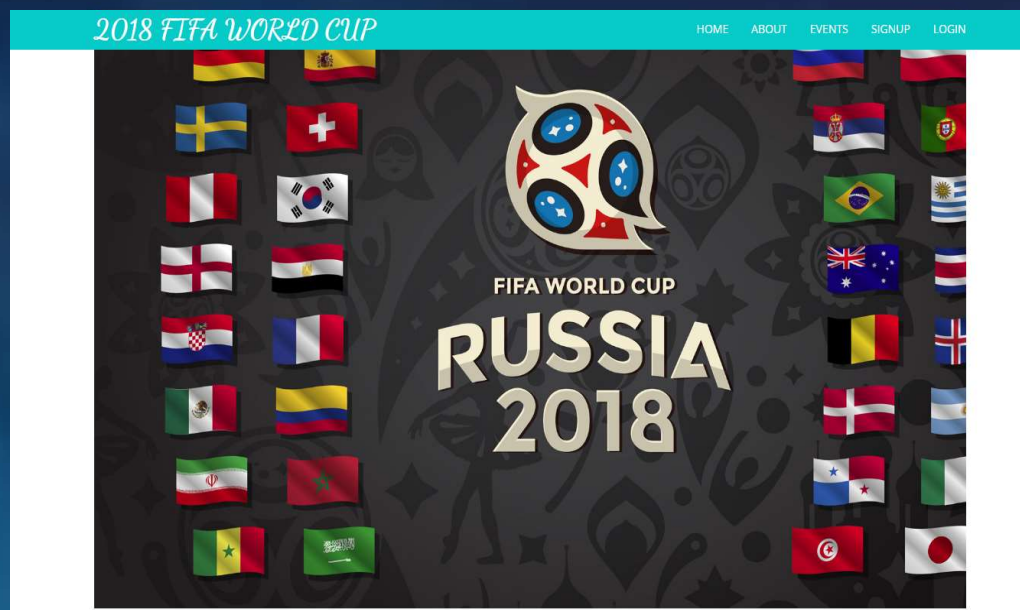 2018 FIFA WORLD CUP
HOME ABOUT EVENTS SIGNUP LOGIN
FIFA WORLD CUP
RUSSIA
2018